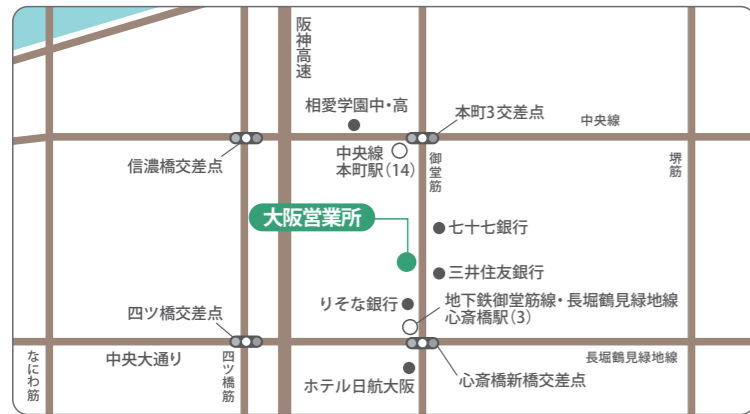 阪神高速
相愛学園中・高
本町3交差点
中央線
信濃橋交差点
中央線
本町駅(14)
御堂筋
堺筋
大阪営業所
七十七銀行
三井住友銀行
りそな銀行
地下鉄御堂筋線・長堀鶴見緑地線
心斎橋駅(3)
四ツ橋交差点
なにわ筋
中央大通り
四ツ橋筋
長堀鶴見緑地線
ホテル日航大阪
心斎橋新橋交差点